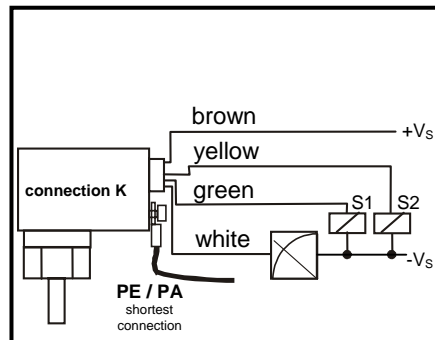 brown
+VS
yellow
connection K
green
S1
S2
white
-VS
PE / PA
shortest
connection